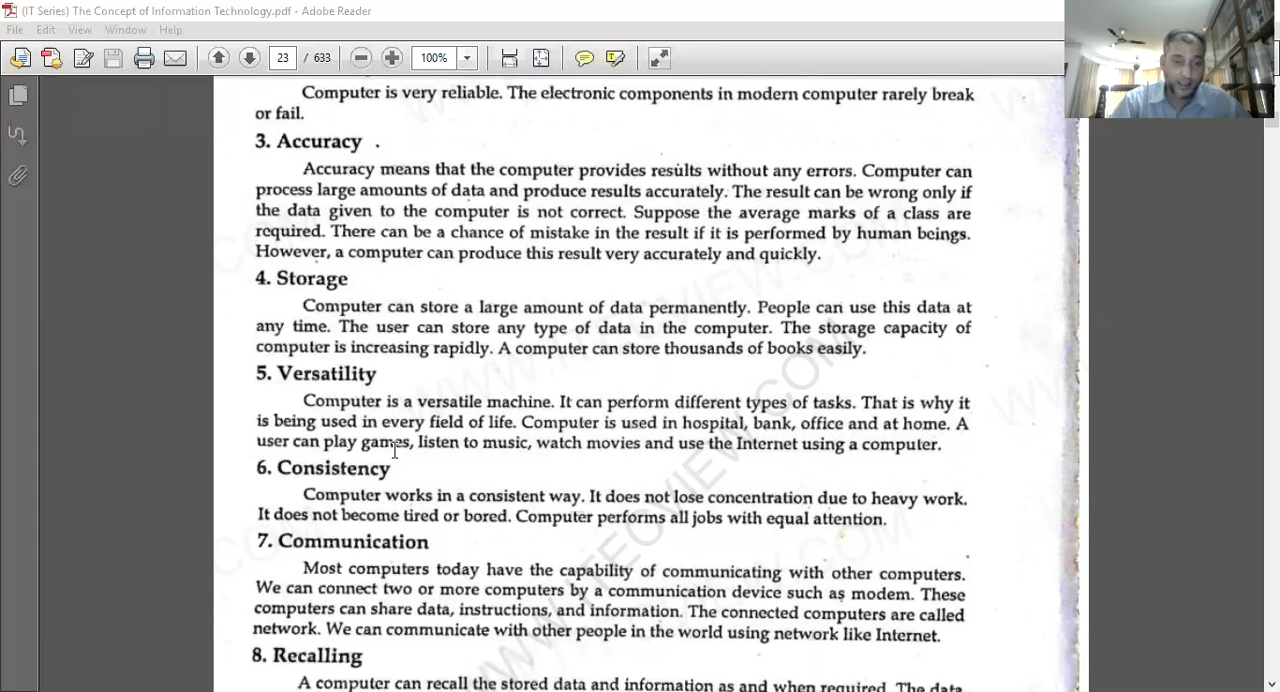 (IT Series) The Concept of Information Technology.pdf - Adobe Reader
File Edit View Window Help
23 / 633 100%
Computer is very reliable. The electronic components in modern computer rarely break
or fail.
3. Accuracy .
Accuracy means that the computer provides results without any errors. Computer can
process large amounts of data and produce results accurately. The result can be wrong only if
the data given to the computer is not correct. Suppose the average marks of a class are
required. There can be a chance of mistake in the result if it is performed by human beings.
However, a computer can produce this result very accurately and quickly.
4. Storage
Computer can store a large amount of data permanently. People can use this data at
any time. The user can store any type of data in the computer. The storage capacity of
computer is increasing rapidly. A computer can store thousands of books easily.
5. Versatility
Computer is a versatile machine. It can perform different types of tasks. That is why it
is being used in every field of life. Computer is used in hospital, bank, office and at home. A
user can play games, listen to music, watch movies and use the Internet using a computer.
6. Consistency
Computer works in a consistent way. It does not lose concentration due to heavy work.
It does not become tired or bored. Computer performs all jobs with equal attention.
7. Communication
Most computers today have the capability of communicating with other computers.
We can connect two or more computers by a communication device such as modem. These
computers can share data, instructions, and information. The connected computers are called
network. We can communicate with other people in the world using network like Internet.
8. Recalling
A computer can recall the stored data and information as and when required. The data
WWW.ITEOVIEW.COM